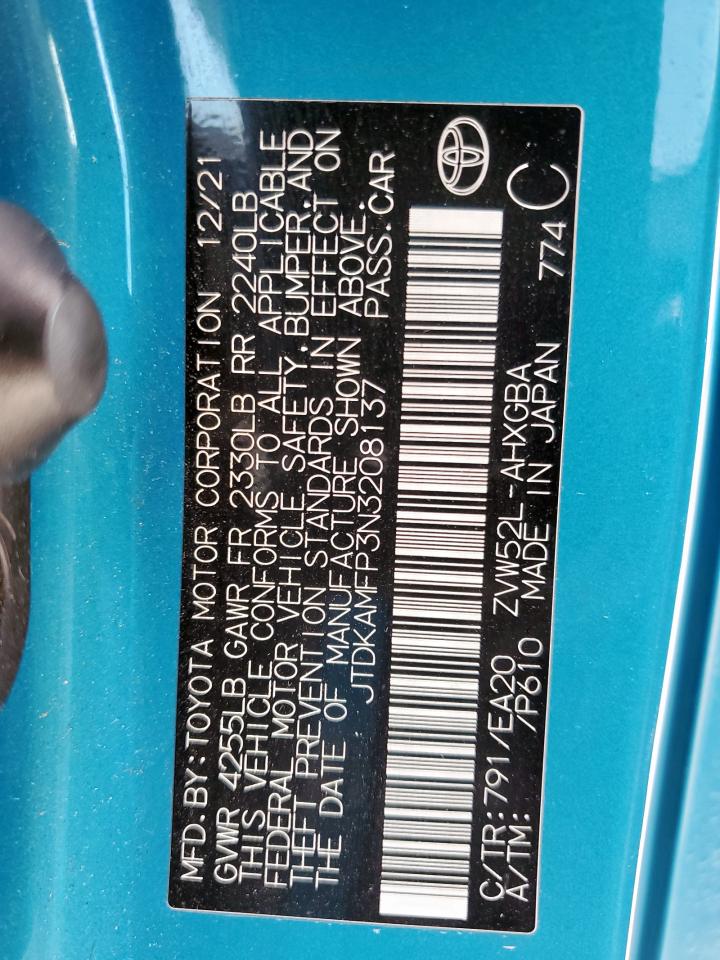 MFD.BY:TOYOTA MOTOR CORPORATION 12/21
GVWR 4255LB GAWR FR 2330LB RR 2240LB
THIS VEHICLE CONFORMS TO ALL APPLICABLE
FEDERAL MOTOR VEHICLE SAFETY,BUMPER,AND
THEFT PREVENTION STANDARDS IN EFFECT ON
THE DATE OF MANUFACTURE SHOWN ABOVE.
JTDKAMFP3N3208137 PASS.CAR
C/TR:791/EA20 ZVW52L-AHXGBA
A/TM: /P610 MADE IN JAPAN 774 C